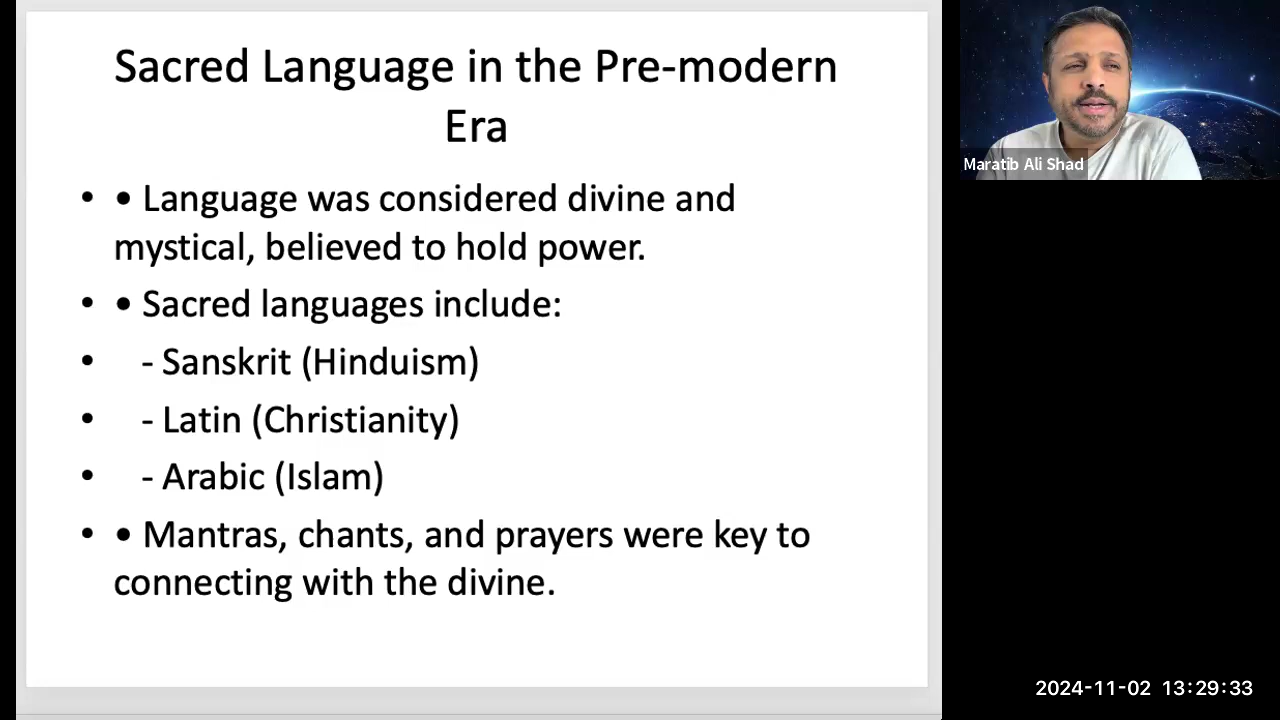 Sacred Language in the Pre-modern
Era
• • Language was considered divine and
mystical, believed to hold power.
• • Sacred languages include:
• - Sanskrit (Hinduism)
• - Latin (Christianity)
• - Arabic (Islam)
• • Mantras, chants, and prayers were key to
connecting with the divine.
Maratib Ali Shad
2024-11-02 13:29:33